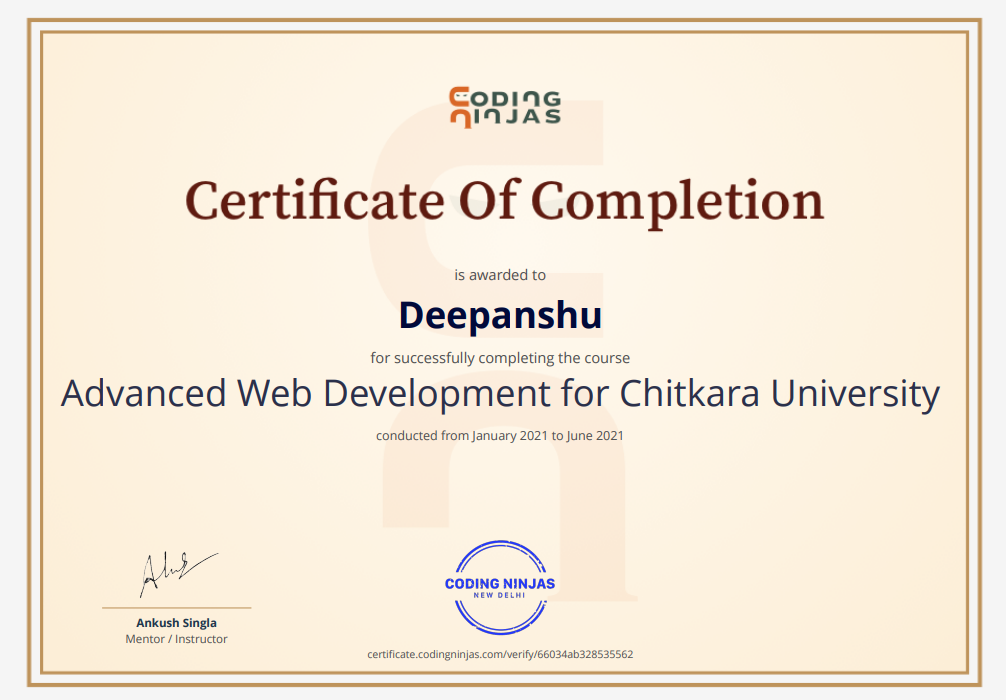 CODING
NINJAS
Certificate Of Completion
is awarded to
Deepanshu
for successfully completing the course
Advanced Web Development for Chitkara University
conducted from January 2021 to June 2021
CODING NINJAS
NEW DELHI
Ankush Singla
Mentor / Instructor
certificate.codingninjas.com/verify/66034ab328535562